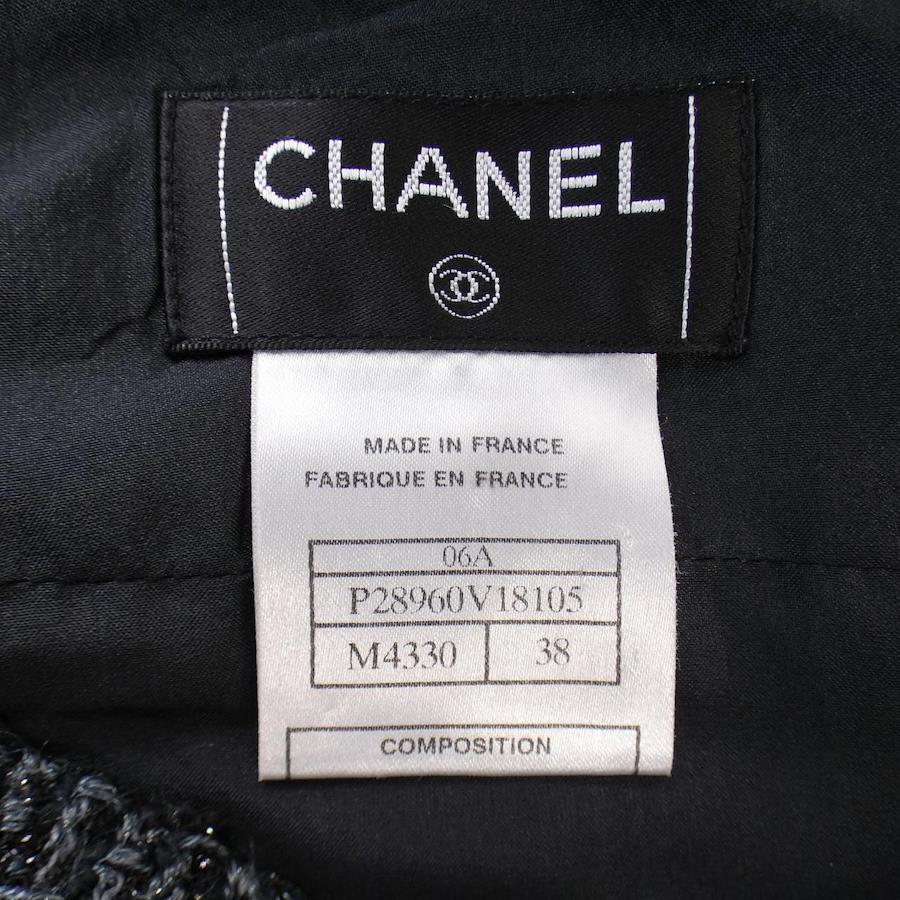 CHANEL
MADE IN FRANCE
FABRIQUE EN FRANCE
06A
P28960V18105
M4330 38
COMPOSITION